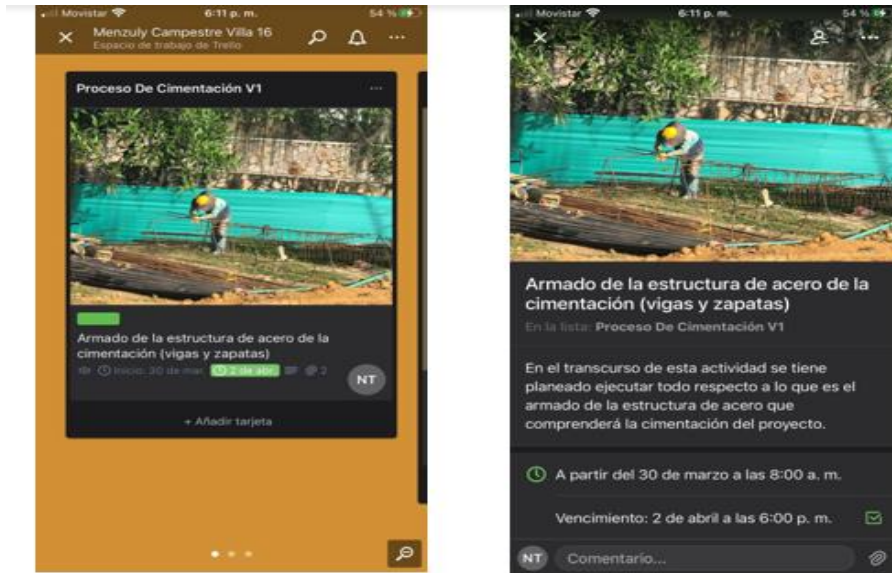 Movistar 6:11 p. m. 54 %
Menzuly Campestre Villa 16
Espacio de trabajo de Trello
Proceso De Cimentación V1
Armado de la estructura de acero de la
cimentación (vigas y zapatas)
Inicio: 30 de mar. 2 de abr. 2
NT
+ Añadir tarjeta
Movistar 6:11 p. m. 54 %
Armado de la estructura de acero de la
cimentación (vigas y zapatas)
En la lista: Proceso De Cimentación V1
En el transcurso de esta actividad se tiene
planeado ejecutar todo respecto a lo que es el
armado de la estructura de acero que
comprenderá la cimentación del proyecto.
A partir del 30 de marzo a las 8:00 a. m.
Vencimiento: 2 de abril a las 6:00 p. m.
NT Comentario...